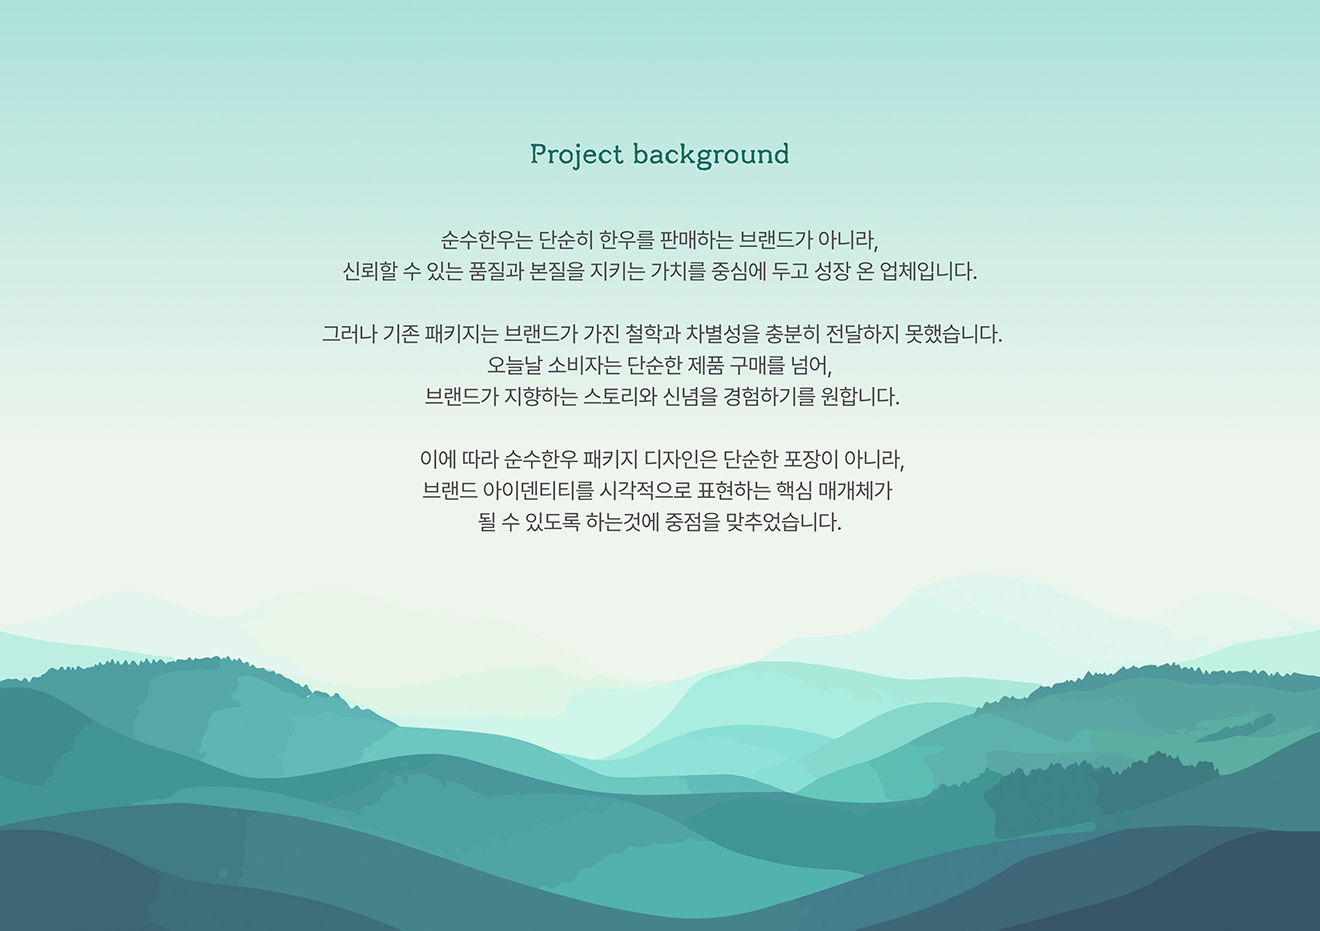 Project background
순수한우는 단순히 한우를 판매하는 브랜드가 아니라,
신뢰할 수 있는 품질과 본질을 지키는 가치를 중심에 두고 성장 온 업체입니다.
그러나 기존 패키지는 브랜드가 가진 철학과 차별성을 충분히 전달하지 못했습니다.
오늘날 소비자는 단순한 제품 구매를 넘어,
브랜드가 지향하는 스토리와 신념을 경험하기를 원합니다.
이에 따라 순수한우 패키지 디자인은 단순한 포장이 아니라,
브랜드 아이덴티티를 시각적으로 표현하는 핵심 매개체가
될 수 있도록 하는것에 중점을 맞추었습니다.